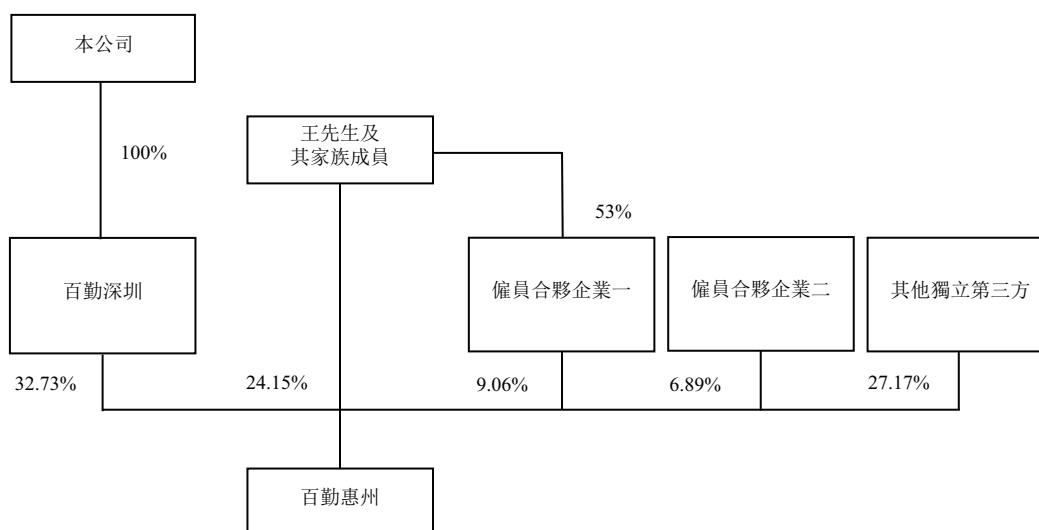 本公司
100%
王先生及
其家族成員
53%
百勤深圳
僱員合夥企業一
僱員合夥企業二
其他獨立第三方
32.73%
24.15%
9.06%
6.89%
27.17%
百勤惠州